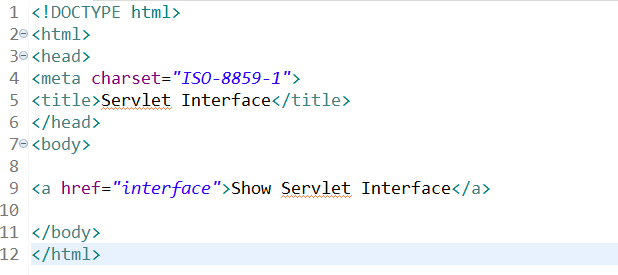 1 <!DOCTYPE html>
2 <html>
3 <head>
4 <meta charset="ISO-8859-1">
5 <title>Servlet Interface</title>
6 </head>
7 <body>
8
9 <a href="interface">Show Servlet Interface</a>
10
11 </body>
12 </html>